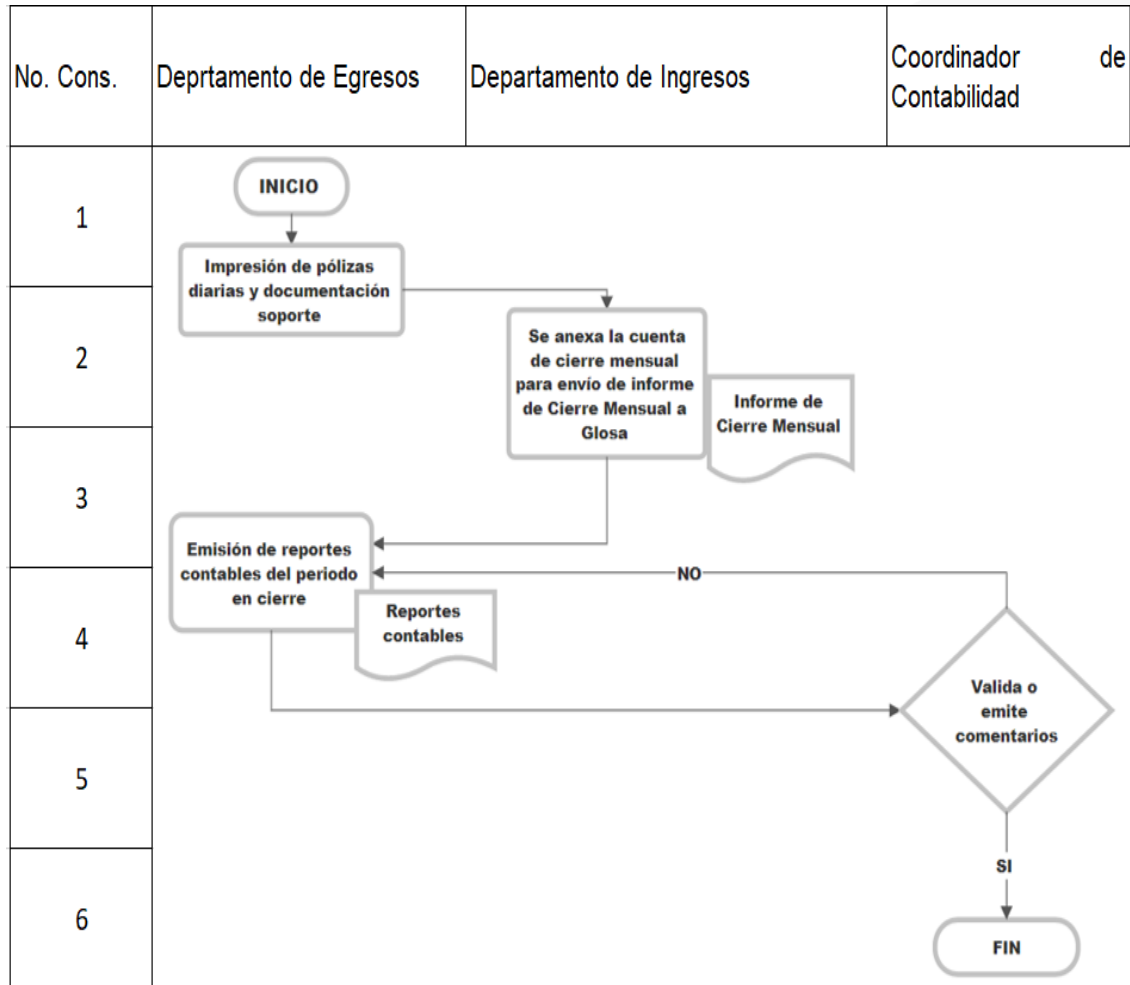 No. Cons.
Deprtamento de Egresos
Departamento de Ingresos
Coordinador de
Contabilidad
1
INICIO
Impresión de pólizas
diarias y documentación
soporte
2
Se anexa la cuenta
de cierre mensual
para envío de informe
de Cierre Mensual a
Glosa
Informe de
Cierre Mensual
3
Emisión de reportes
contables del periodo
en cierre
NO
4
Reportes
contables
Valida o
emite
comentarios
5
SI
6
FIN